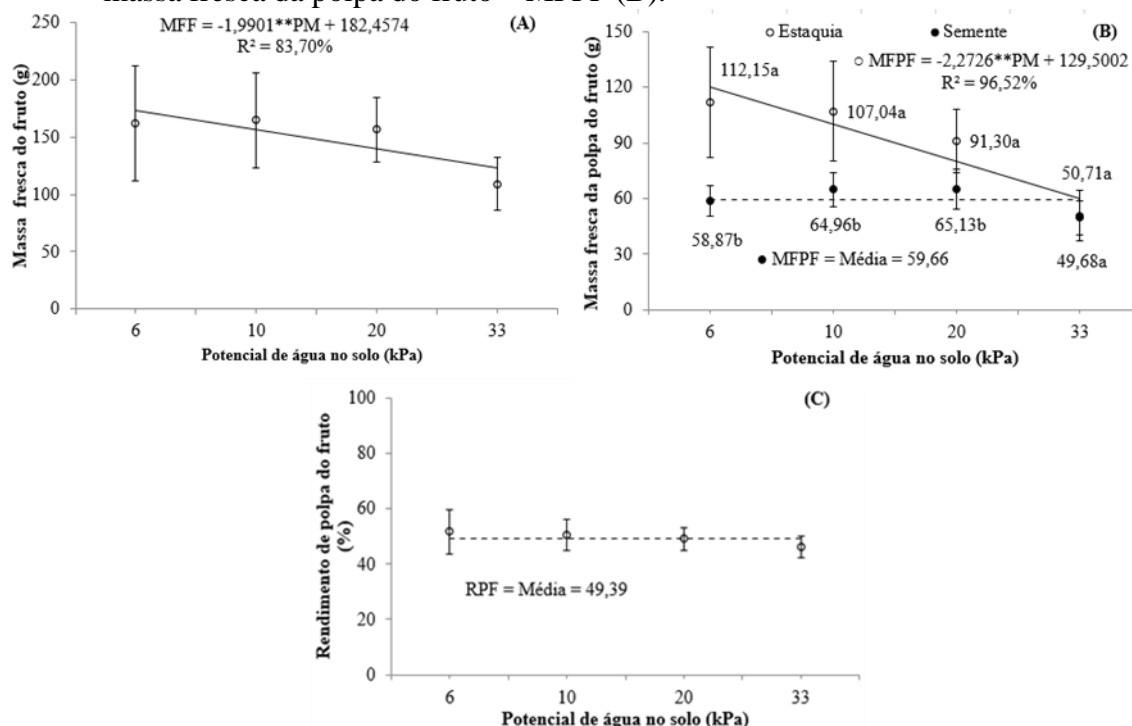 massa fresca da polpa do fruto – MFPF (B).
MFF = -1,9901**PM + 182,4574
R² = 83,70%
(A)
Massa fresca do fruto (g)
250
200
150
100
50
0
6 10 20 33
Potencial de água no solo (kPa)
Estaquia Semente
(B)
MFPF = -2,2726**PM + 129,5002
R² = 96,52%
Massa fresca da polpa do fruto (g)
150
120
90
60
30
0
112,15a
107,04a
91,30a
50,71a
58,87b
64,96b
65,13b
49,68a
MFPF = Média = 59,66
6 10 20 33
Potencial de água no solo (kPa)
(C)
Rendimento de polpa do fruto
(%)
100
80
60
40
20
0
RPF = Média = 49,39
6 10 20 33
Potencial de água no solo (kPa)